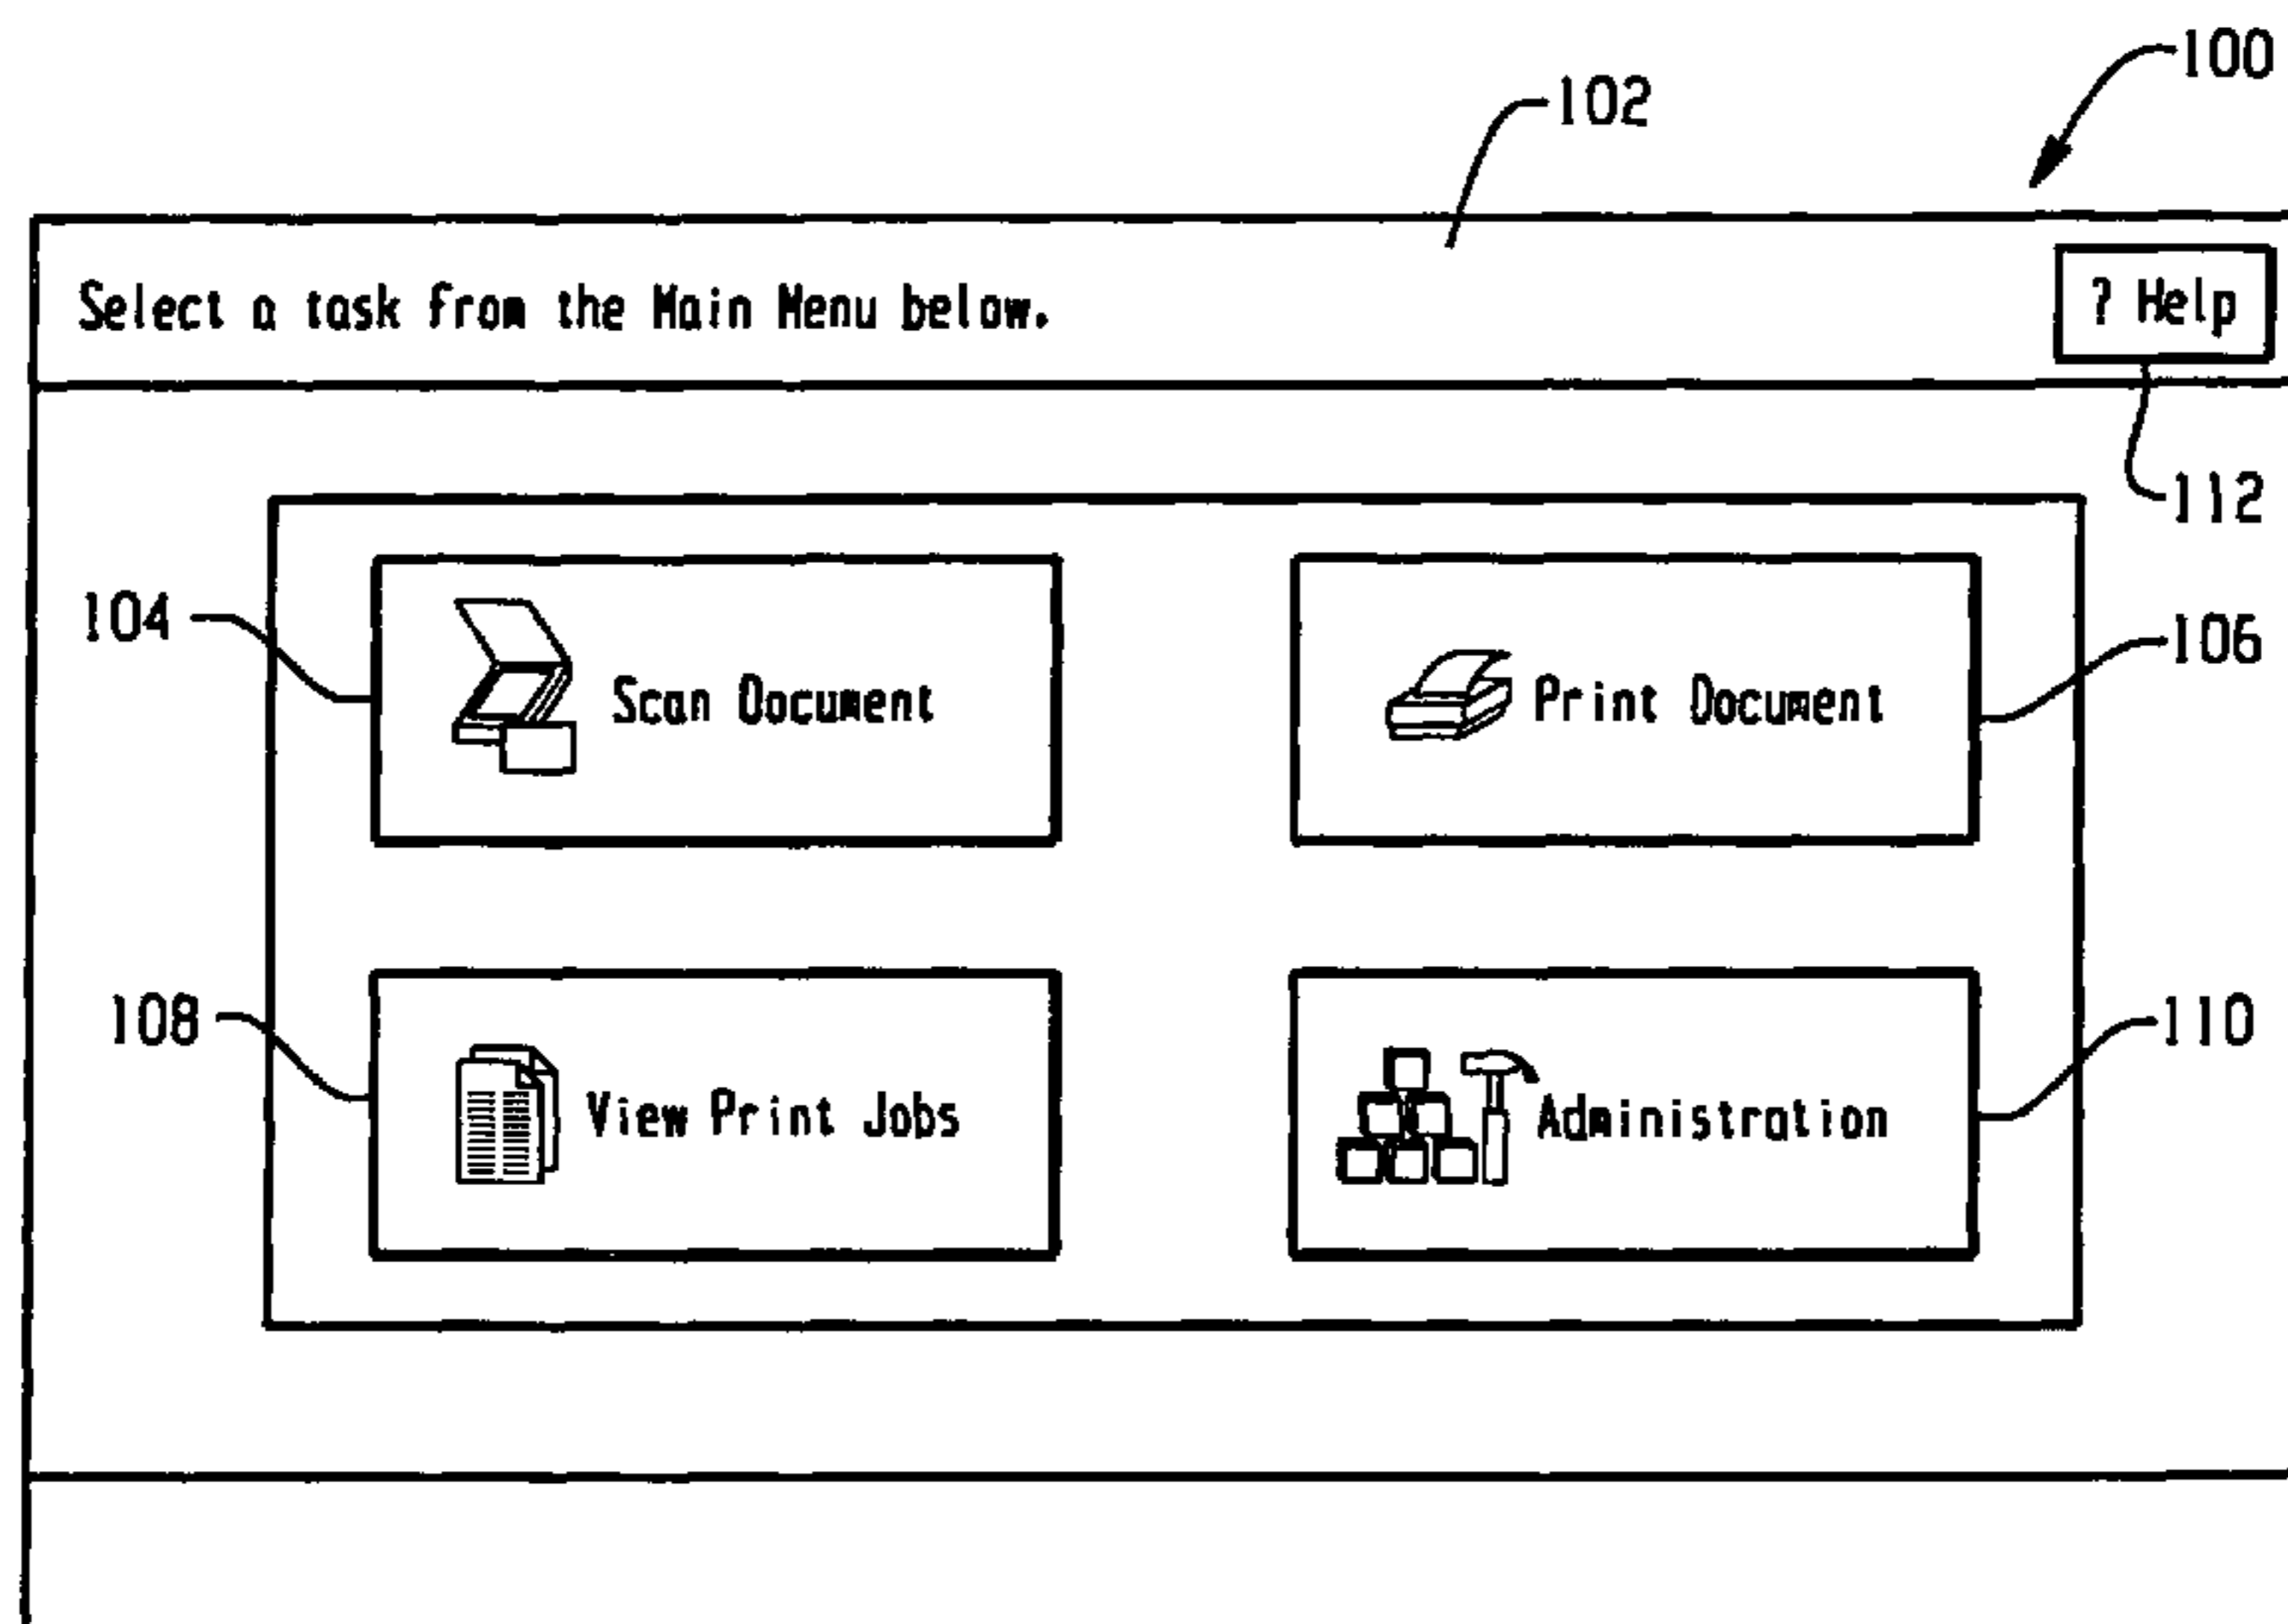 100
102
Select a task from the Main Menu below.
? Help
112
104
Scan Document
Print Document
106
108
View Print Jobs
Administration
110